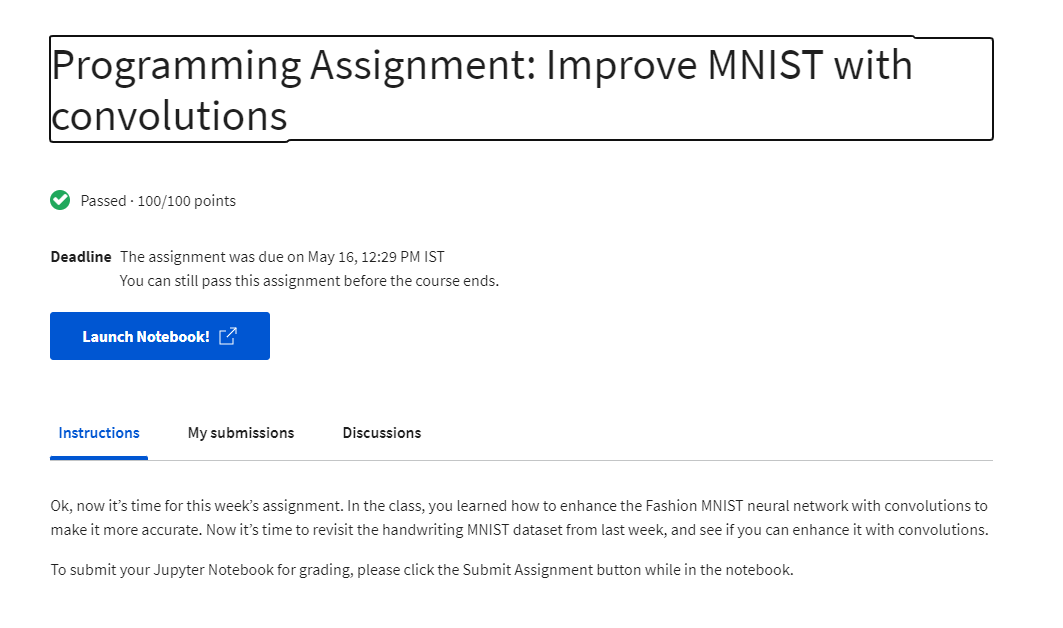 Programming Assignment: Improve MNIST with
convolutions
Passed · 100/100 points
Deadline The assignment was due on May 16, 12:29 PM IST
You can still pass this assignment before the course ends.
Launch Notebook!
Instructions My submissions Discussions
Ok, now it’s time for this week’s assignment. In the class, you learned how to enhance the Fashion MNIST neural network with convolutions to
make it more accurate. Now it’s time to revisit the handwriting MNIST dataset from last week, and see if you can enhance it with convolutions.
To submit your Jupyter Notebook for grading, please click the Submit Assignment button while in the notebook.